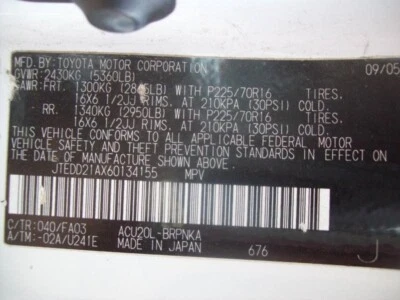 MFD.BY:TOYOTA MOTOR CORPORATION 09/05
GVWR:2430KG (5360LB)
GAWR:FRT. 1300KG (2865LB) WITH P225/70R16 TIRES.
16X6 1/2JJ RIMS. AT 210KPA (30PSI) COLD.
RR. 1340KG (2950LB) WITH P225/70R16 TIRES.
16X6 1/2JJ RIMS. AT 210KPA (30PSI) COLD.
THIS VEHICLE CONFORMS TO ALL APPLICABLE FEDERAL MOTOR
VEHICLE SAFETY AND THEFT PREVENTION STANDARDS IN EFFECT
ON THE DATE OF MANUFACTURE SHOWN ABOVE.
JTEDD21AX60134155 MPV
C/TR:040/FA03 ACU20L-BRPNKA
A/TM:-02A/U241E MADE IN JAPAN 676 J